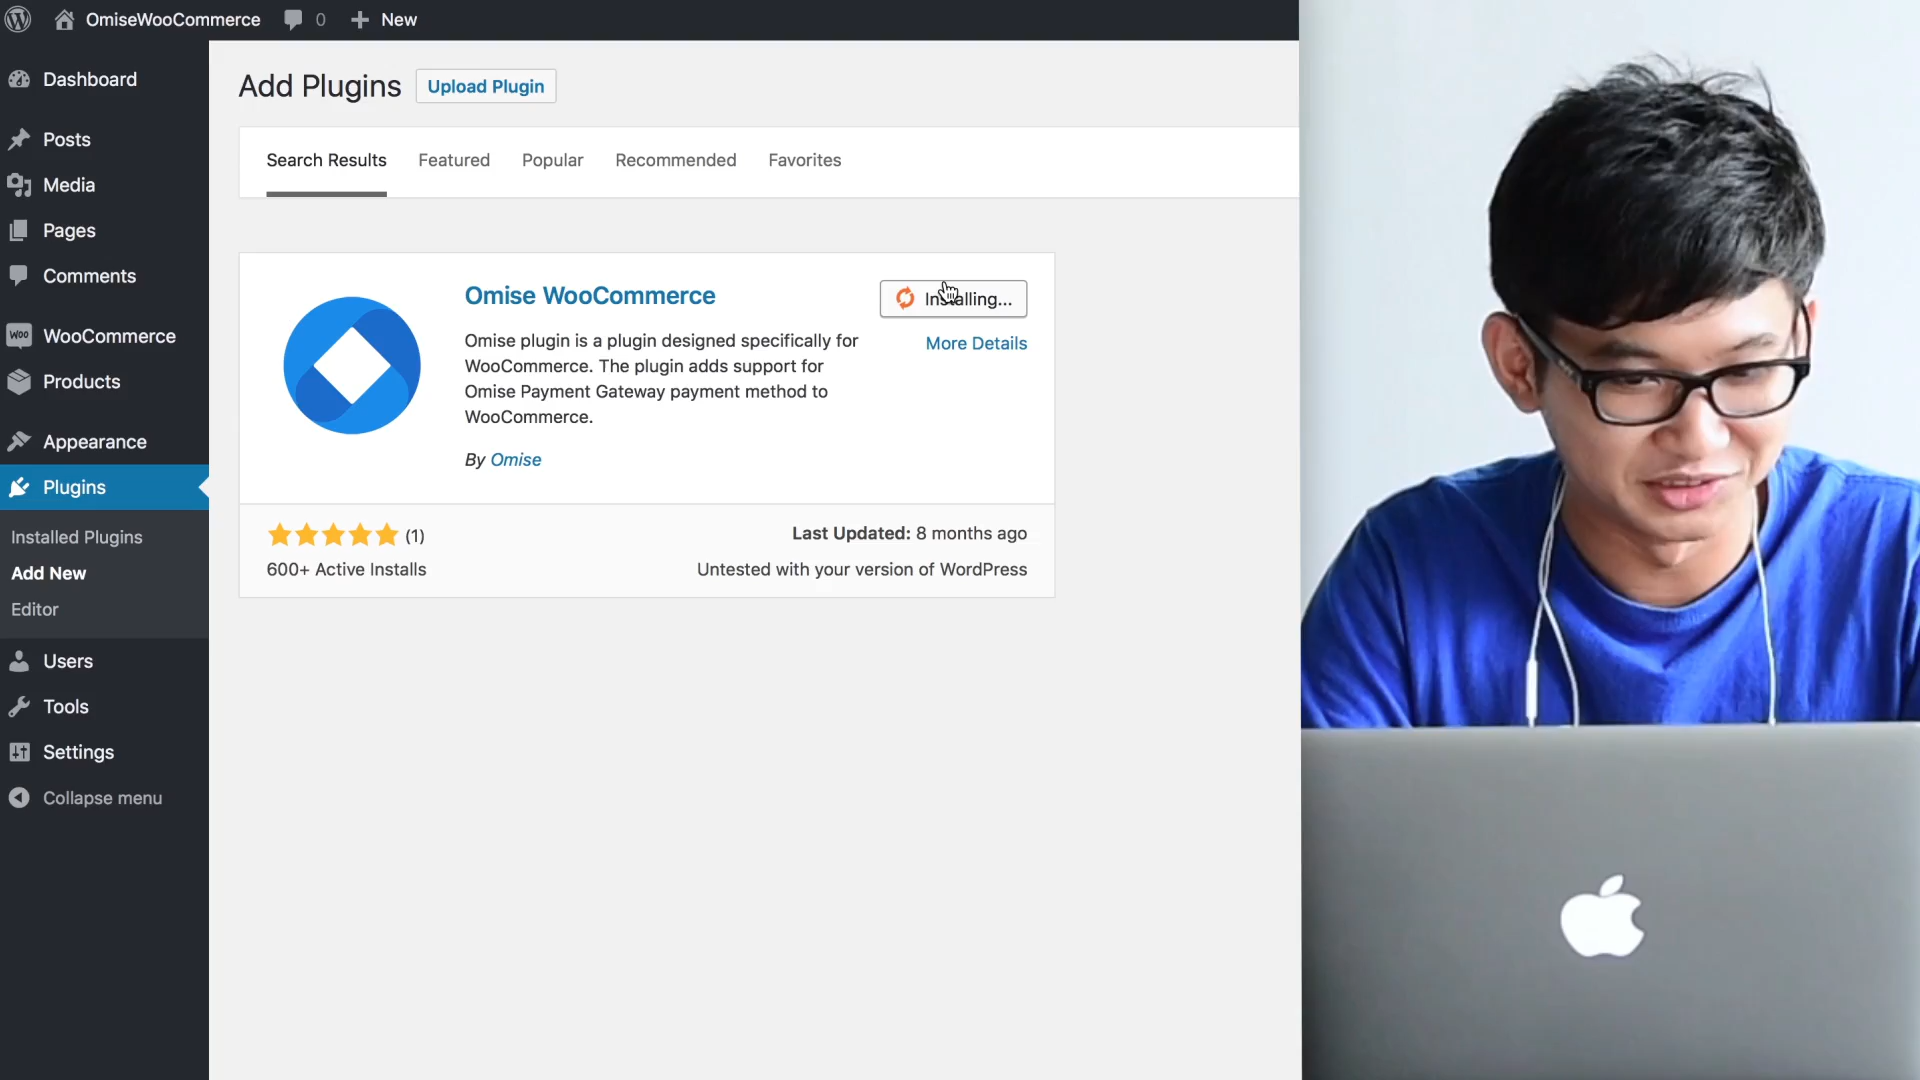 OmiseWooCommerce 0 New
Dashboard
Posts
Media
Pages
Comments
WooCommerce
Products
Appearance
Plugins
Installed Plugins
Add New
Editor
Users
Tools
Settings
Collapse menu
Add Plugins Upload Plugin
Search Results Featured Popular Recommended Favorites
Omise WooCommerce
Installing...
More Details
Omise plugin is a plugin designed specifically for
WooCommerce. The plugin adds support for
Omise Payment Gateway payment method to
WooCommerce.
By Omise
(1)
600+ Active Installs
Last Updated: 8 months ago
Untested with your version of WordPress